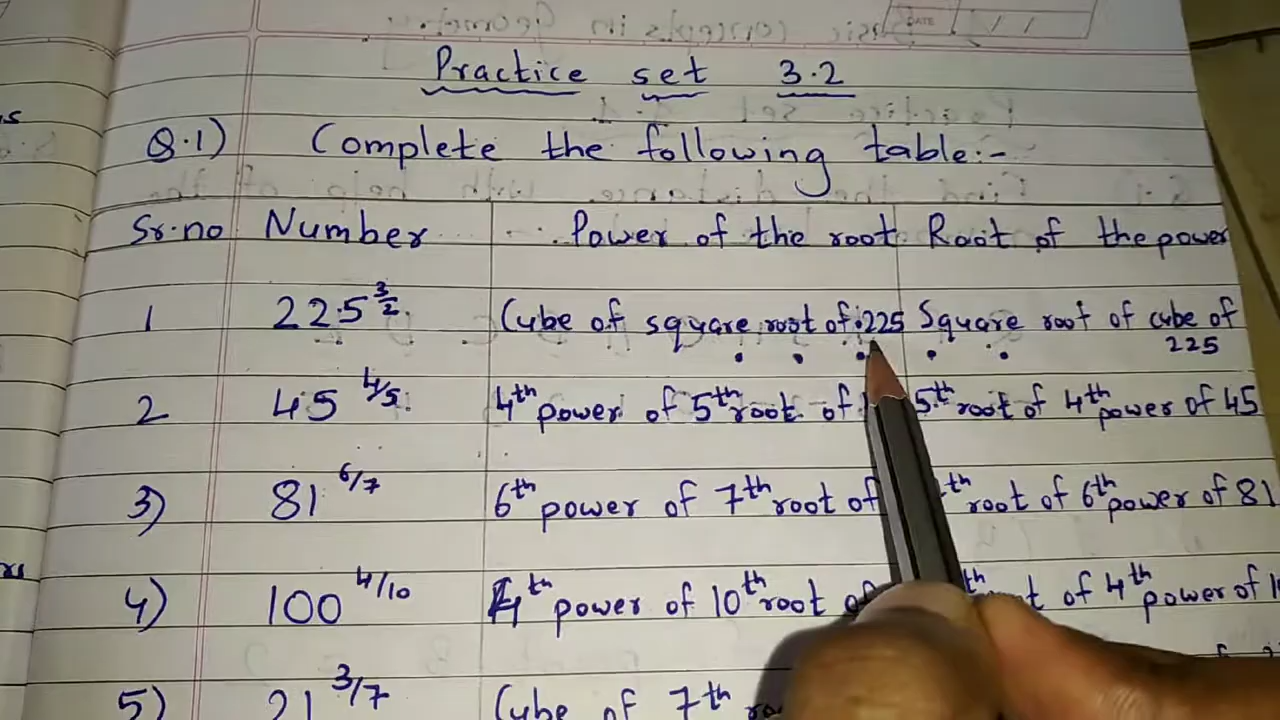 DATE / /
Practice set 3.2
Q.1) Complete the following table:-
Sr.no Number Power of the root Root of the power
1 225^3/2 Cube of square root of 225 Square root of cube of 225
2 45^4/5 4th power of 5th root of 5th root of 4th power of 45
3) 81^6/7 6th power of 7th root of th root of 6th power of 81
4) 100^4/10 4th power of 10th root of th of 4th power of
5) 21^3/7 Cube of 7th